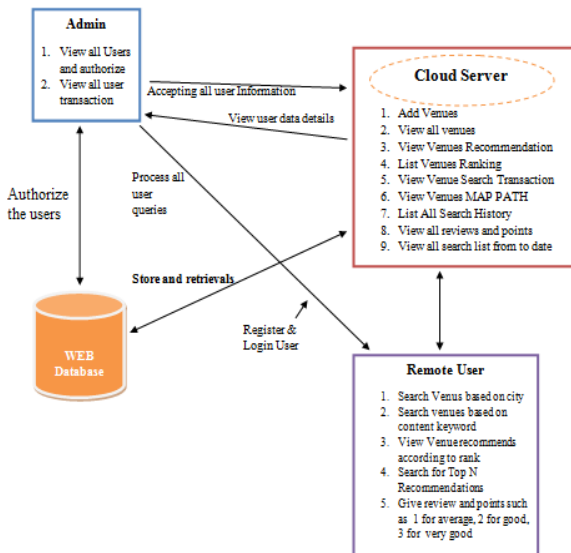 Admin
1. View all Users
and authorize
2. View all user
transaction
Accepting all user Information
View user data details
Cloud Server
1. Add Venues
2. View all venues
3. View Venues Recommendation
4. List Venues Ranking
5. View Venue Search Transaction
6. View Venues MAP PATH
7. List All Search History
8. View all reviews and points
9. View all search list from to date
Authorize
the users
Process all
user
queries
Store and retrievals
Register &
Login User
WEB
Database
Remote User
1. Search Venus based on city
2. Search venues based on
content keyword
3. View Venue recommends
according to rank
4. Search for Top N
Recommendations
5. Give review and points such
as 1 for average, 2 for good,
3 for very good